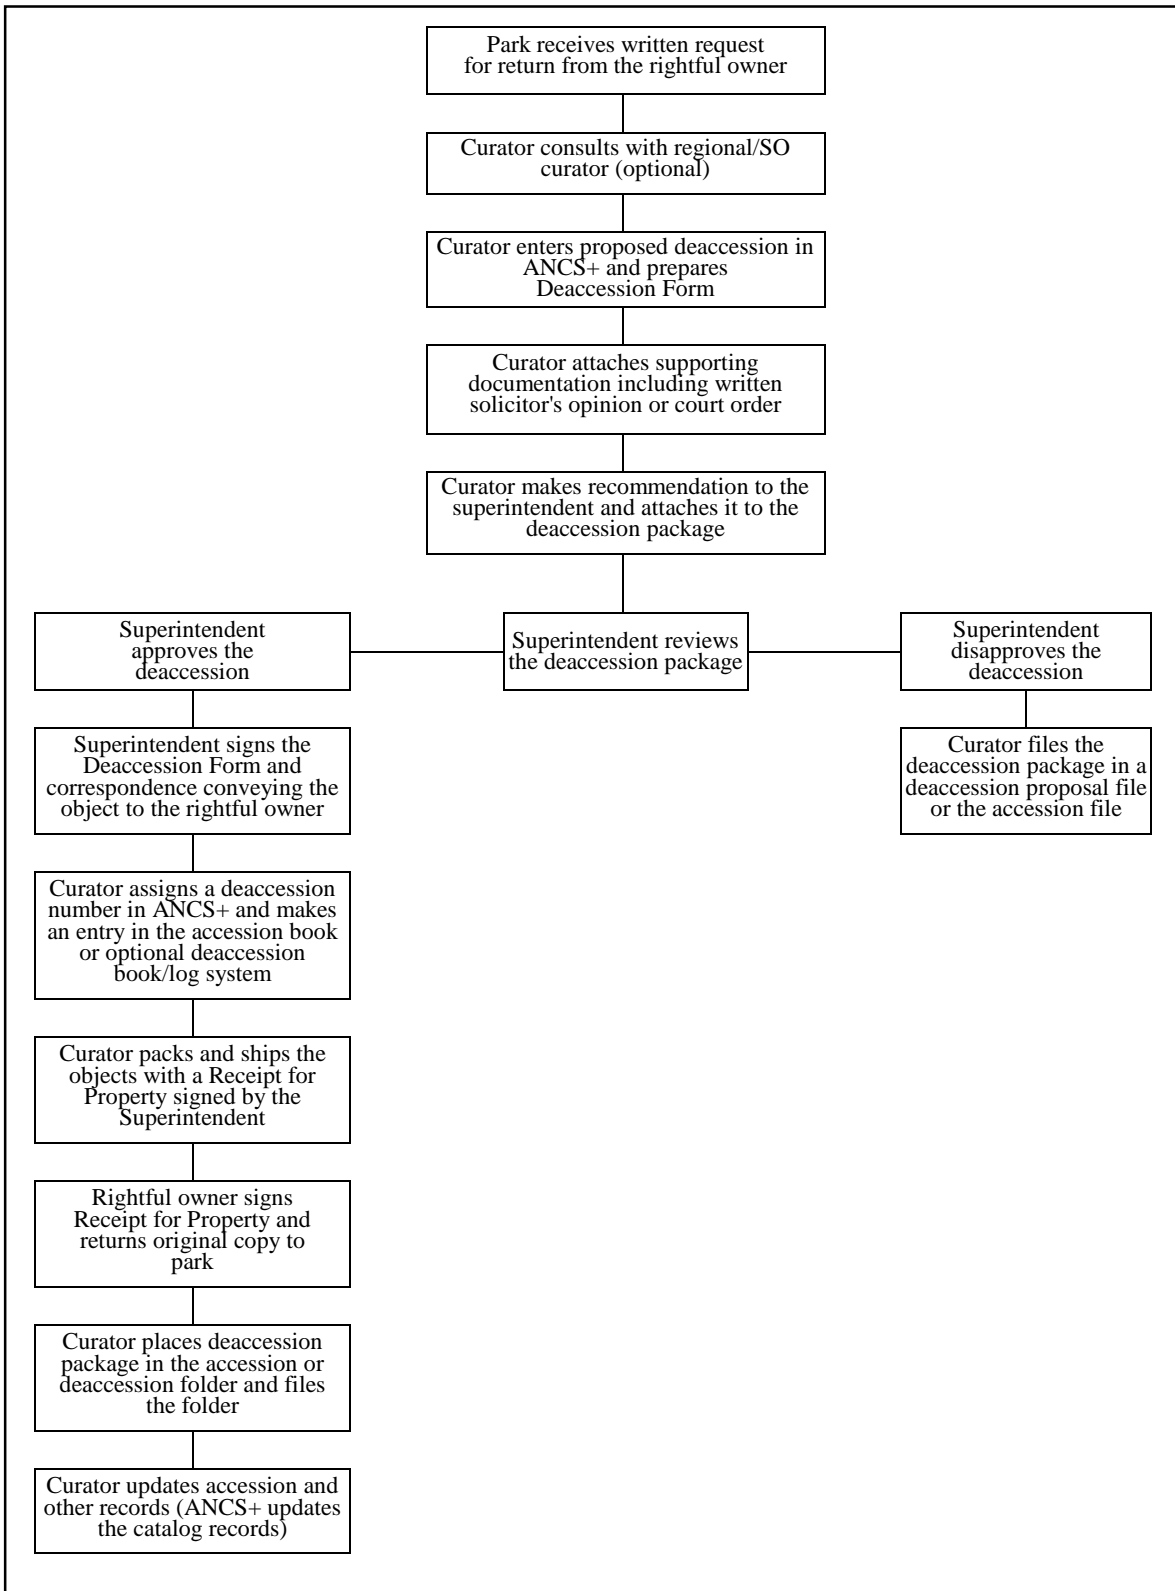 Park receives written request
for return from the rightful owner
Curator consults with regional/SO
curator (optional)
Curator enters proposed deaccession in
ANCS+ and prepares
Deaccession Form
Curator attaches supporting
documentation including written
solicitor's opinion or court order
Curator makes recommendation to the
superintendent and attaches it to the
deaccession package
Superintendent reviews
the deaccession package
Superintendent
approves the
deaccession
Superintendent signs the
Deaccession Form and
correspondence conveying the
object to the rightful owner
Curator assigns a deaccession
number in ANCS+ and makes
an entry in the accession book
or optional deaccession
book/log system
Curator packs and ships the
objects with a Receipt for
Property signed by the
Superintendent
Rightful owner signs
Receipt for Property and
returns original copy to
park
Curator places deaccession
package in the accession or
deaccession folder and files
the folder
Curator updates accession and
other records (ANCS+ updates
the catalog records)
Superintendent
disapproves the
deaccession
Curator files the
deaccession package in a
deaccession proposal file
or the accession file